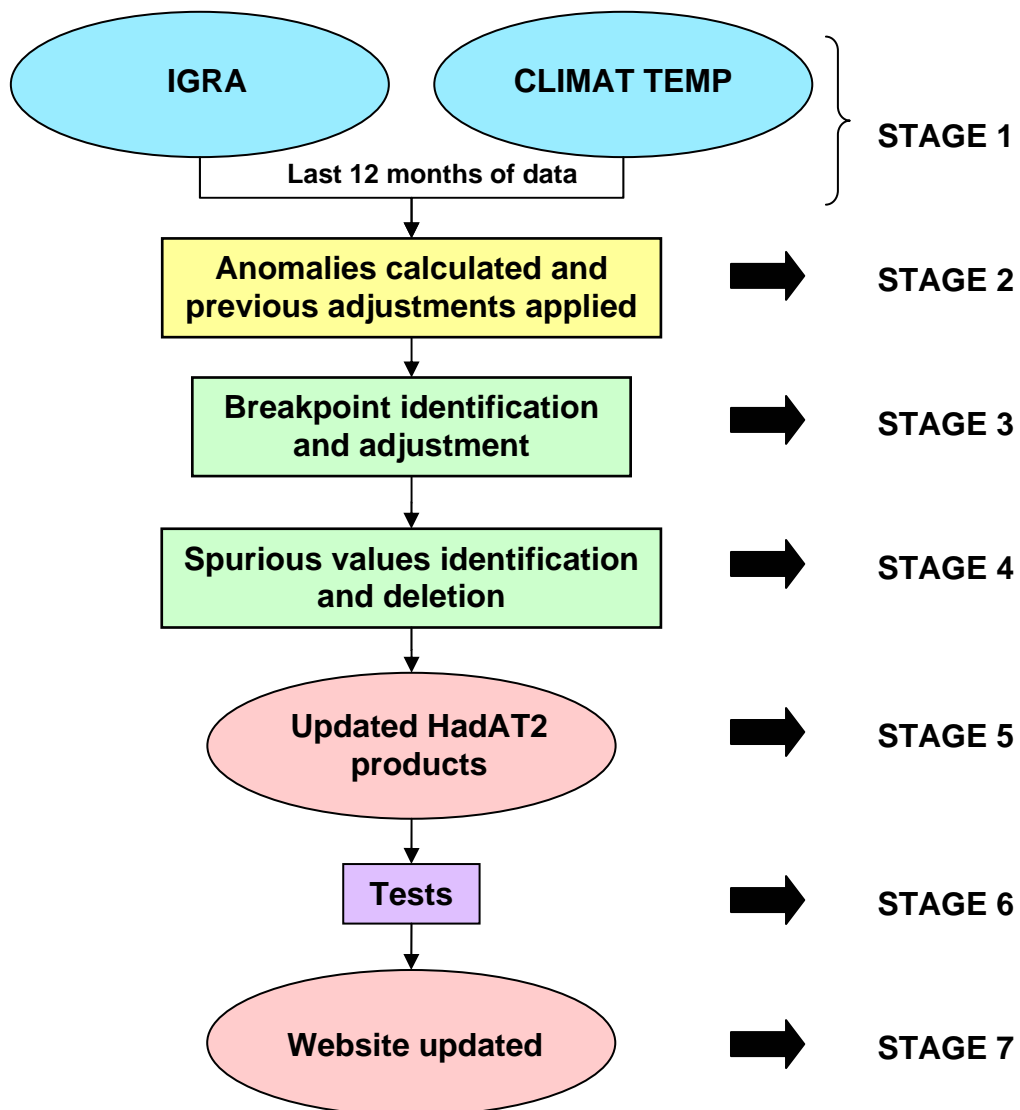 IGRA
CLIMAT TEMP
STAGE 1
Last 12 months of data
Anomalies calculated and
previous adjustments applied
STAGE 2
Breakpoint identification
and adjustment
STAGE 3
Spurious values identification
and deletion
STAGE 4
Updated HadAT2
products
STAGE 5
Tests
STAGE 6
Website updated
STAGE 7